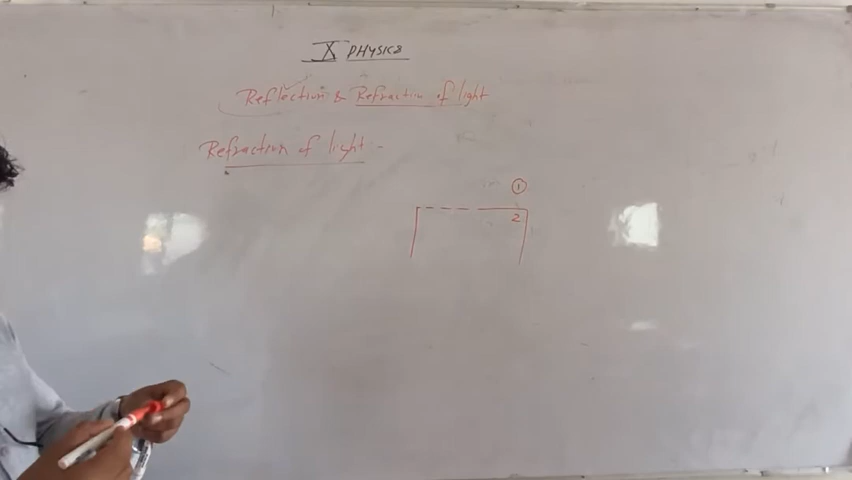 X PHYSICS
Reflection & Refraction of light
Refraction of light -
1
2